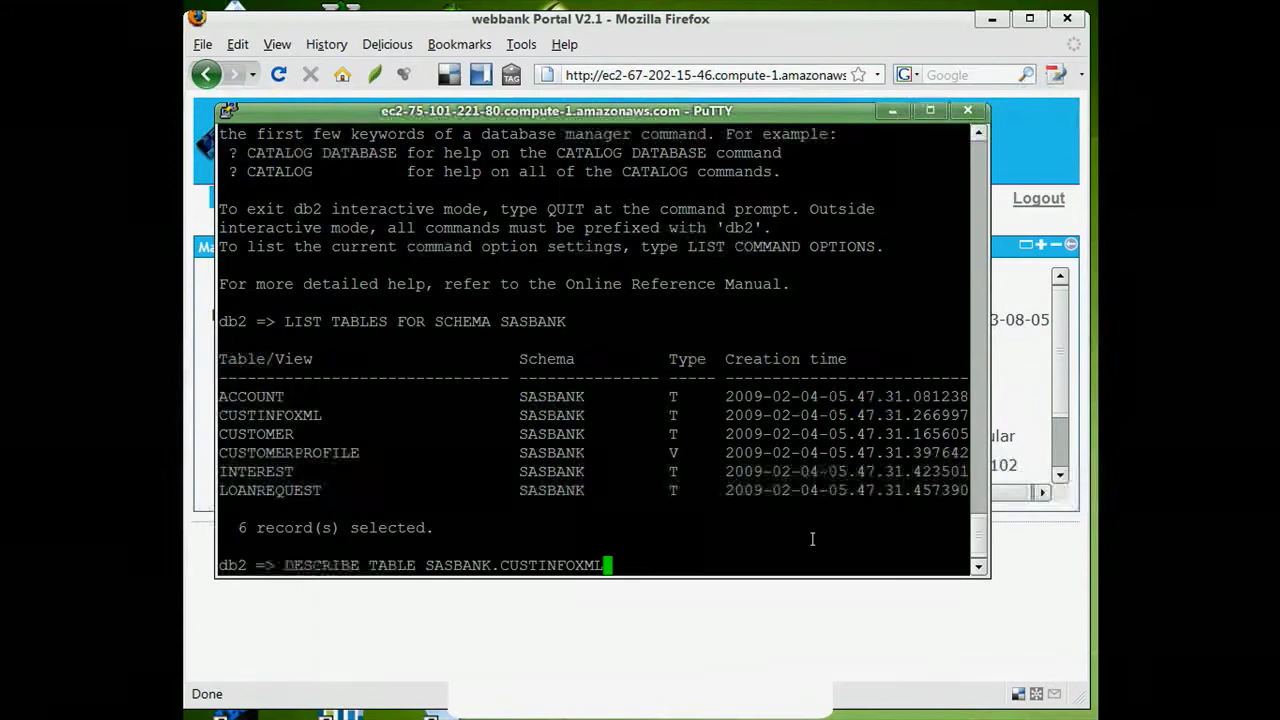 webbank Portal V2.1 - Mozilla Firefox
File Edit View History Delicious Bookmarks Tools Help
TAG http://ec2-67-202-15-46.compute-1.amazonaws Google
ec2-75-101-221-80.compute-1.amazonaws.com - PuTTY
the first few keywords of a database manager command. For example:
? CATALOG DATABASE for help on the CATALOG DATABASE command
? CATALOG for help on all of the CATALOG commands.
To exit db2 interactive mode, type QUIT at the command prompt. Outside
interactive mode, all commands must be prefixed with 'db2'.
To list the current command option settings, type LIST COMMAND OPTIONS.
For more detailed help, refer to the Online Reference Manual.
db2 => LIST TABLES FOR SCHEMA SASBANK
Table/View Schema Type Creation time
------------------------------- --------------- ----- --------------------------
ACCOUNT SASBANK T 2009-02-04-05.47.31.081238
CUSTINFOXML SASBANK T 2009-02-04-05.47.31.266997
CUSTOMER SASBANK T 2009-02-04-05.47.31.165605
CUSTOMERPROFILE SASBANK V 2009-02-04-05.47.31.397642
INTEREST SASBANK T 2009-02-04-05.47.31.423501
LOANREQUEST SASBANK T 2009-02-04-05.47.31.457390
6 record(s) selected.
db2 => DESCRIBE TABLE SASBANK.CUSTINFOXML
Logout
Ma
3-08-05
ular
102
Done